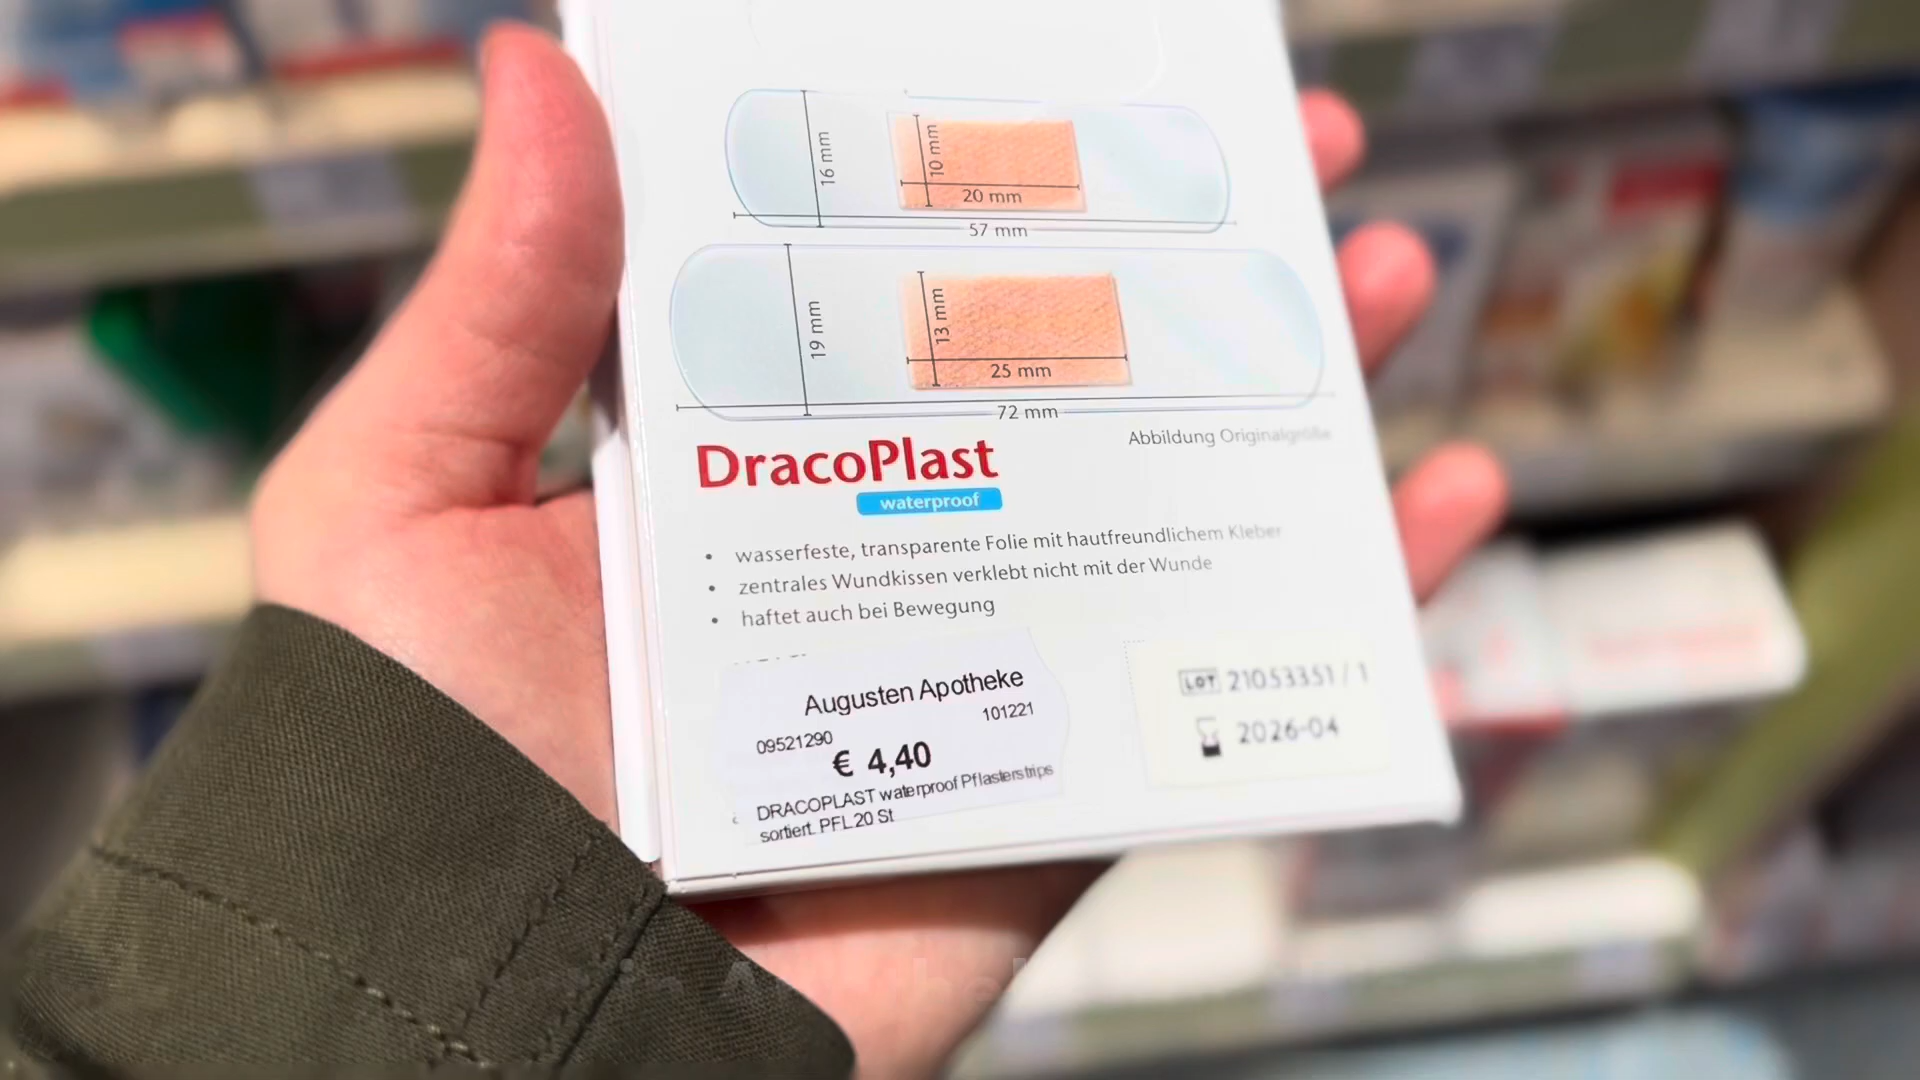 16 mm
10 mm
20 mm
57 mm
19 mm
13 mm
25 mm
72 mm
Abbildung Originalgröße
DracoPlast
waterproof
• wasserfeste, transparente Folie mit hautfreundlichem Kleber
• zentrales Wundkissen verklebt nicht mit der Wunde
• haftet auch bei Bewegung
Augusten Apotheke
101221
09521290
€ 4,40
DRACOPLAST waterproof Pflasterstrips
sortiert. PFL20 St
LOT 21053351 / 1
2026-04